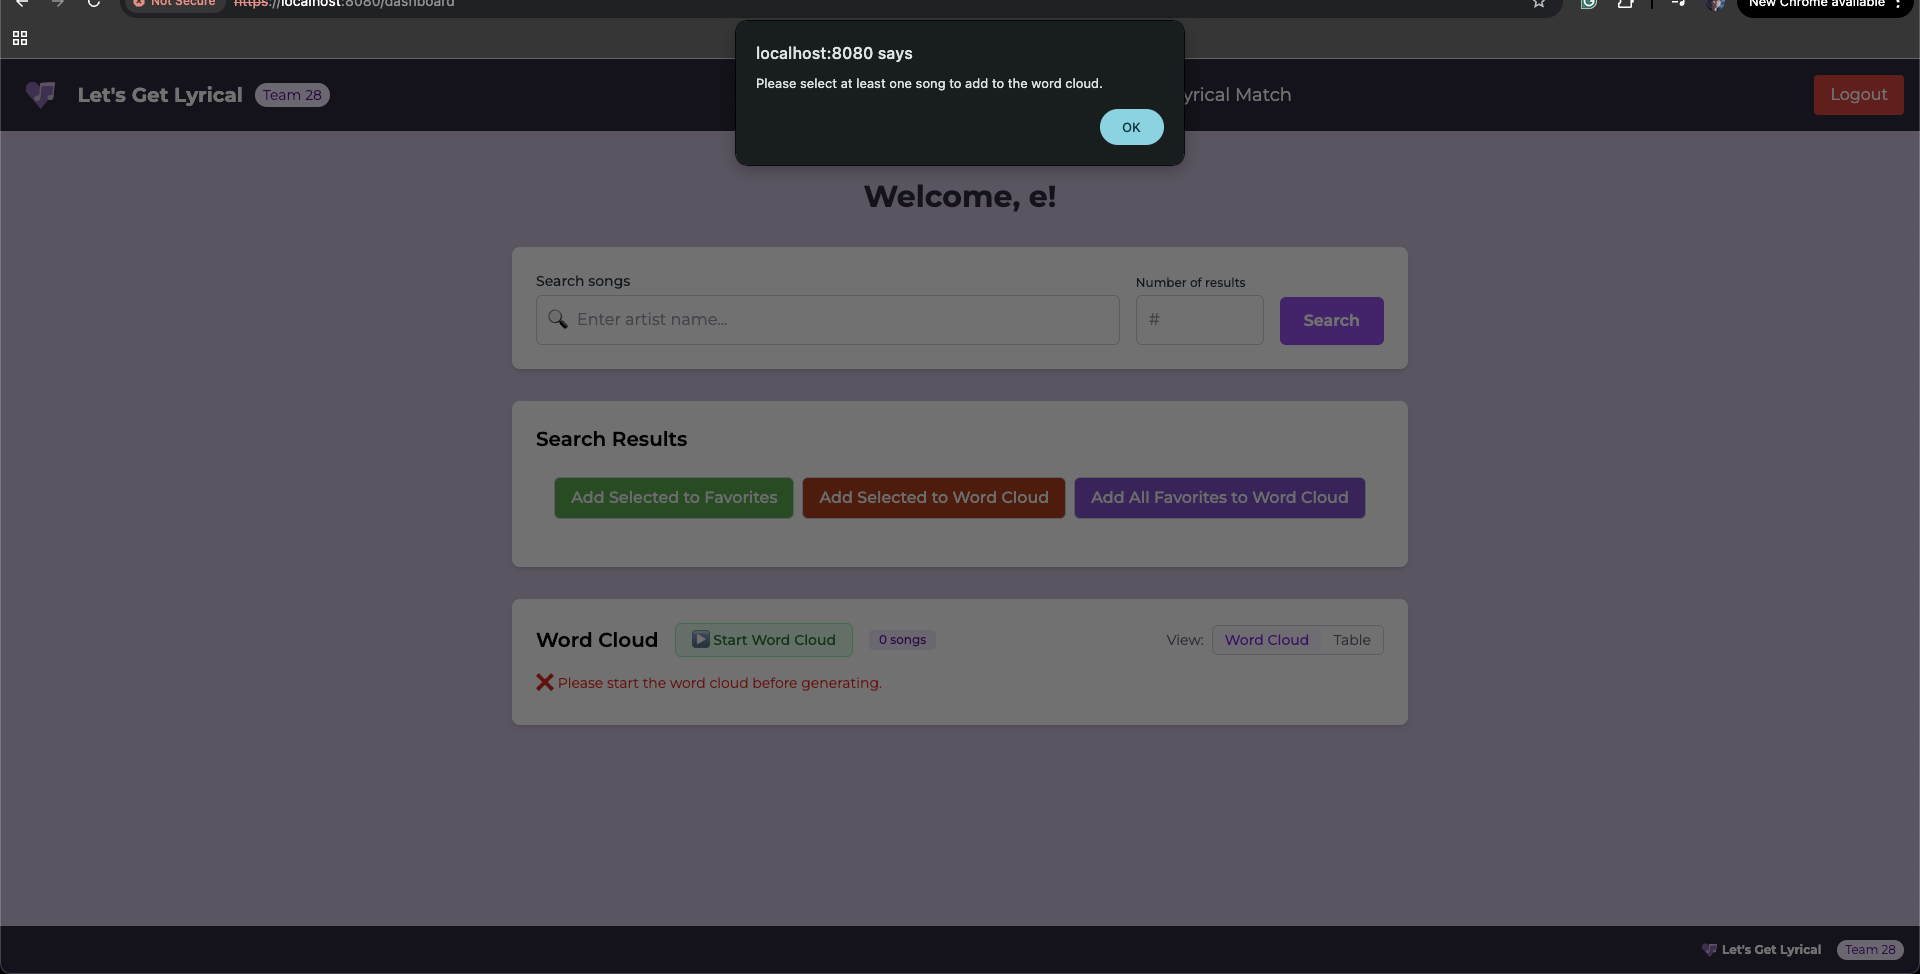 Not Secure https://localhost:8080/dashboard New Chrome available
localhost:8080 says
Please select at least one song to add to the word cloud.
OK
Let's Get Lyrical Team 28 yrical Match Logout
Welcome, e!
Search songs Number of results
Enter artist name... # Search
Search Results
Add Selected to Favorites Add Selected to Word Cloud Add All Favorites to Word Cloud
Word Cloud Start Word Cloud 0 songs View: Word Cloud Table
❌ Please start the word cloud before generating.
Let's Get Lyrical Team 28